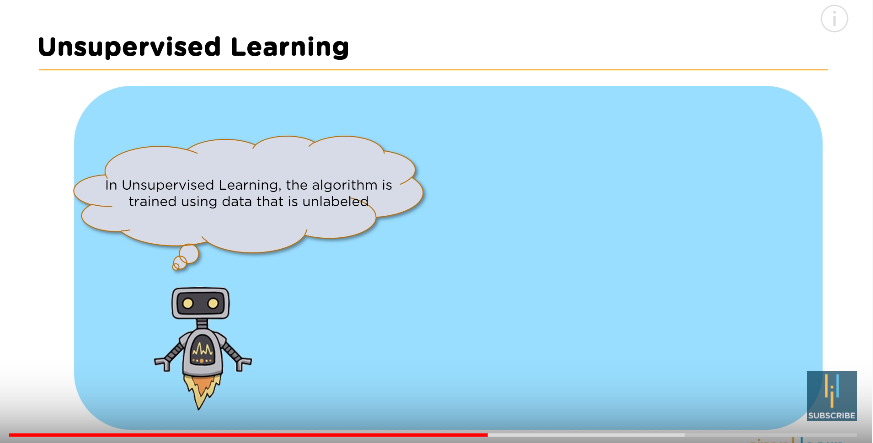 Unsupervised Learning
In Unsupervised Learning, the algorithm is
trained using data that is unlabeled
SUBSCRIBE